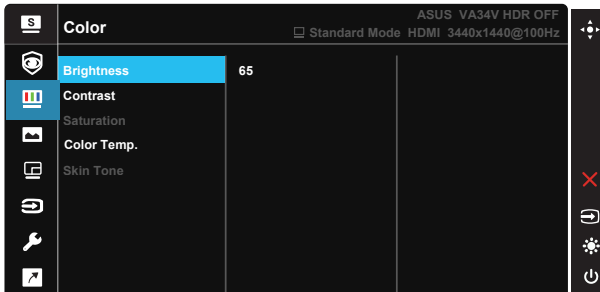 S
ASUS VA34V HDR OFF
Color
Standard Mode HDMI 3440x1440@100Hz
Brightness 65
Contrast
Saturation
Color Temp.
Skin Tone